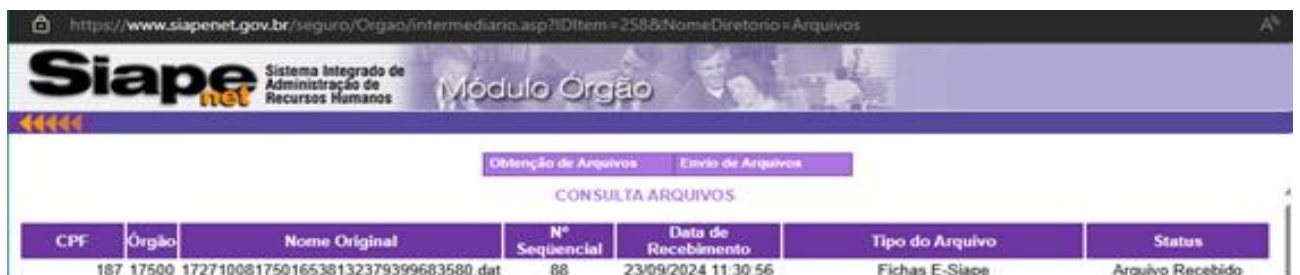 https://www.siapenet.gov.br/seguro/Orgao/intermediario.asp?IDItem=258&NomeDiretorio=Arquivos
Siape net Sistema Integrado de Administração de Recursos Humanos Módulo Órgão
Obtenção de Arquivos Envio de Arquivos
CONSULTA ARQUIVOS
CPF Órgão Nome Original Nº Seqüencial Data de Recebimento Tipo do Arquivo Status
187 17500 17271008175016538132379399683580.dat 88 23/09/2024 11:30:56 Fichas E-Siape Arquivo Recebido